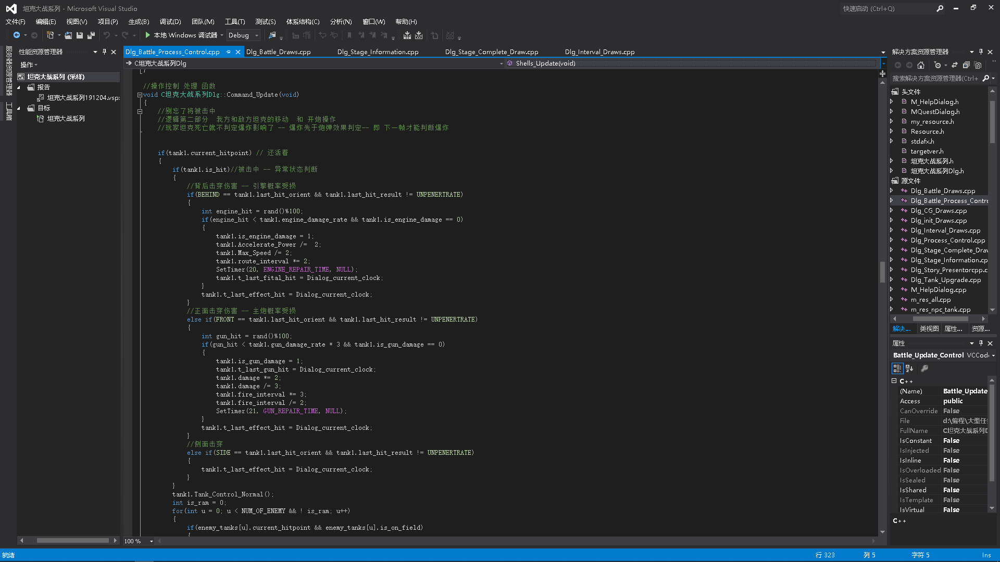 坦克大战系列 - Microsoft Visual Studio
快速启动 (Ctrl+Q)
文件(F) 编辑(E) 视图(V) 项目(P) 生成(B) 调试(D) 团队(M) 工具(T) 测试(S) 体系结构(C) 分析(N) 窗口(W) 帮助(H)
本地 Windows 调试器 Debug
服务器资源管理器
工具箱
性能资源管理器
操作
坦克大战系列 (采样)
报告
坦克大战系列191204.vsp
目标
坦克大战系列
Dlg_Battle_Process_Control.cpp Dlg_Battle_Draws.cpp Dlg_Stage_Information.cpp Dlg_Stage_Complete_Draw.cpp Dlg_Interval_Draws.cpp
C坦克大战系列Dlg Shells_Update(void)
}
//操作控制 处理 函数
void C坦克大战系列Dlg::Command_Update(void)
{
//别忘了将被击中
//逻辑第二部分 我方和敌方坦克的移动 和 开炮操作
//玩家坦克死亡就不判定爆炸影响了 -- 爆炸先于炮弹效果判定-- 即 下一帧才能判断爆炸
if(tank1.current_hitpoint) // 还活着
{
if(tank1.is_hit)//被击中 -- 异常状态判断
{
//背后击穿伤害 -- 引擎概率受损
if(BEHIND == tank1.last_hit_orient && tank1.last_hit_result != UNPENERTRATE)
{
int engine_hit = rand()%100;
if(engine_hit < tank1.engine_damage_rate && tank1.is_engine_damage == 0)
{
tank1.is_engine_damage = 1;
tank1.Accelerate_Power /=  2;
tank1.Max_Speed /= 2;
tank1.route_interval *= 2;
SetTimer(20, ENGINE_REPAIR_TIME, NULL);
tank1.t_last_fital_hit = Dialog_current_clock;
}
tank1.t_last_effect_hit = Dialog_current_clock;
}
//正面击穿伤害 -- 主炮概率受损
else if(FRONT == tank1.last_hit_orient && tank1.last_hit_result != UNPENERTRATE)
{
int gun_hit = rand()%100;
if(gun_hit < tank1.gun_damage_rate * 3 && tank1.is_gun_damage == 0)
{
tank1.is_gun_damage = 1;
tank1.t_last_gun_hit = Dialog_current_clock;
tank1.damage *= 2;
tank1.damage /= 3;
tank1.fire_interval *= 3;
tank1.fire_interval /= 2;
SetTimer(21, GUN_REPAIR_TIME, NULL);
}
tank1.t_last_effect_hit = Dialog_current_clock;
}
//侧面击穿
else if(SIDE == tank1.last_hit_orient && tank1.last_hit_result != UNPENERTRATE)
{
tank1.t_last_effect_hit = Dialog_current_clock;
}
}
tank1.Tank_Control_Normal();
int is_ram = 0;
for(int u = 0; u < NUM_OF_ENEMY && ! is_ram; u++)
{
if(enemy_tanks[u].current_hitpoint && enemy_tanks[u].is_on_field)
{
100 %
解决方案资源管理器
搜索解决方案资源管理器(Ctrl+
头文件
M_HelpDialog.h
MQuestDialog.h
my_resource.h
Resource.h
stdafx.h
targetver.h
坦克大战系列.h
坦克大战系列Dlg.h
源文件
Dlg_Battle_Draws.cpp
Dlg_Battle_Process_Contro
Dlg_CG_Draws.cpp
Dlg_init_Draws.cpp
Dlg_Interval_Draws.cpp
Dlg_Process_Control.cpp
Dlg_Stage_Complete_Drav
Dlg_Stage_Information.cp
Dlg_Story_Presentorcpp.c
Dlg_Tank_Upgrade.cpp
M_HelpDialog.cpp
m_res_all.cpp
m_res_npc_tank.cpp
解决... 类视图 属性... 资源...
属性
Battle_Update_Control VCCod
C++
(Name) Battle_Update
Access public
CanOverride False
File d:\编程\大型任
FullName C坦克大战系列D
IsConstant False
IsInjected False
IsInline False
IsOverloaded False
IsSealed False
IsShared False
IsTemplate False
IsVirtual False
C++
就绪 行 323 列 5 字符 5 Ins